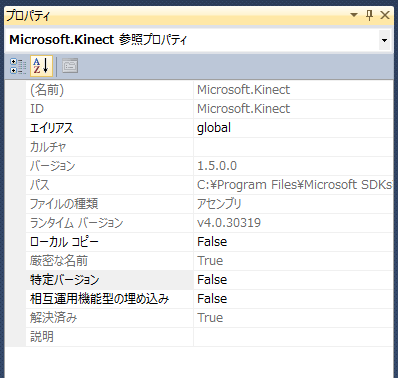 プロパティ
Microsoft.Kinect 参照プロパティ
(名前) Microsoft.Kinect
ID Microsoft.Kinect
エイリアス global
カルチャ
バージョン 1.5.0.0
パス C:¥Program Files¥Microsoft SDKs
ファイルの種類 アセンブリ
ランタイム バージョン v4.0.30319
ローカル コピー False
厳密な名前 True
特定バージョン False
相互運用機能型の埋め込み False
解決済み True
説明